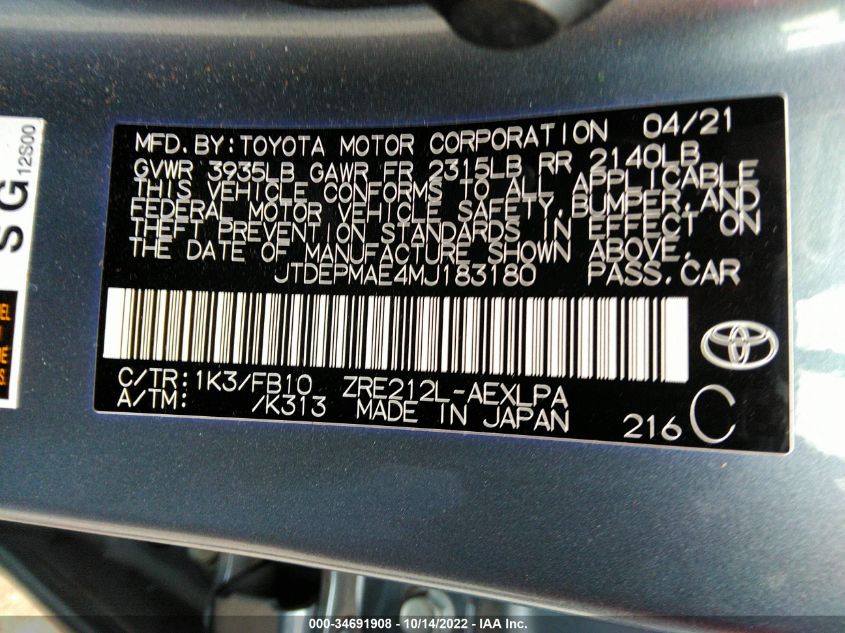 MFD. BY: TOYOTA MOTOR CORPORATION 04/21
GVWR 3935LB GAWR FR 2315LB RR 2140LB
THIS VEHICLE CONFORMS TO ALL APPLICABLE
FEDERAL MOTOR VEHICLE SAFETY, BUMPER, AND
THEFT PREVENTION STANDARDS IN EFFECT ON
THE DATE OF MANUFACTURE SHOWN ABOVE.
JTDEPMAE4MJ183180 PASS. CAR
C/TR: 1K3/FB10 ZRE212L-AEXLPA
A/TM: /K313 MADE IN JAPAN
216 C
SG
12S00
000-34691908 - 10/14/2022 - IAA Inc.